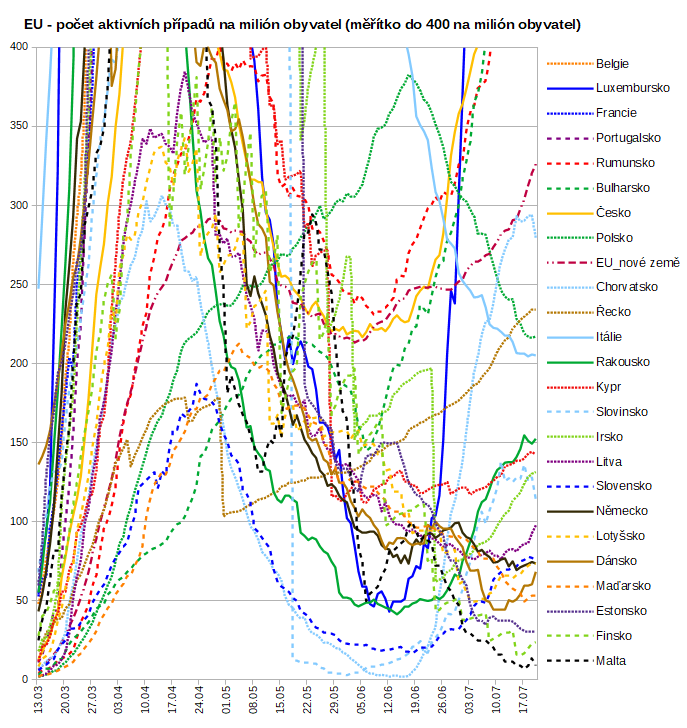 EU - počet aktivních případů na milión obyvatel (měřítko do 400 na milión obyvatel)
400
350
300
250
200
150
100
50
0
13.03
20.03
27.03
03.04
10.04
17.04
24.04
01.05
08.05
15.05
22.05
29.05
05.06
12.06
19.06
26.06
03.07
10.07
17.07
Belgie
Luxembursko
Francie
Portugalsko
Rumunsko
Bulharsko
Česko
Polsko
EU_nové země
Chorvatsko
Řecko
Itálie
Rakousko
Kypr
Slovinsko
Irsko
Litva
Slovensko
Německo
Lotyšsko
Dánsko
Maďarsko
Estonsko
Finsko
Malta